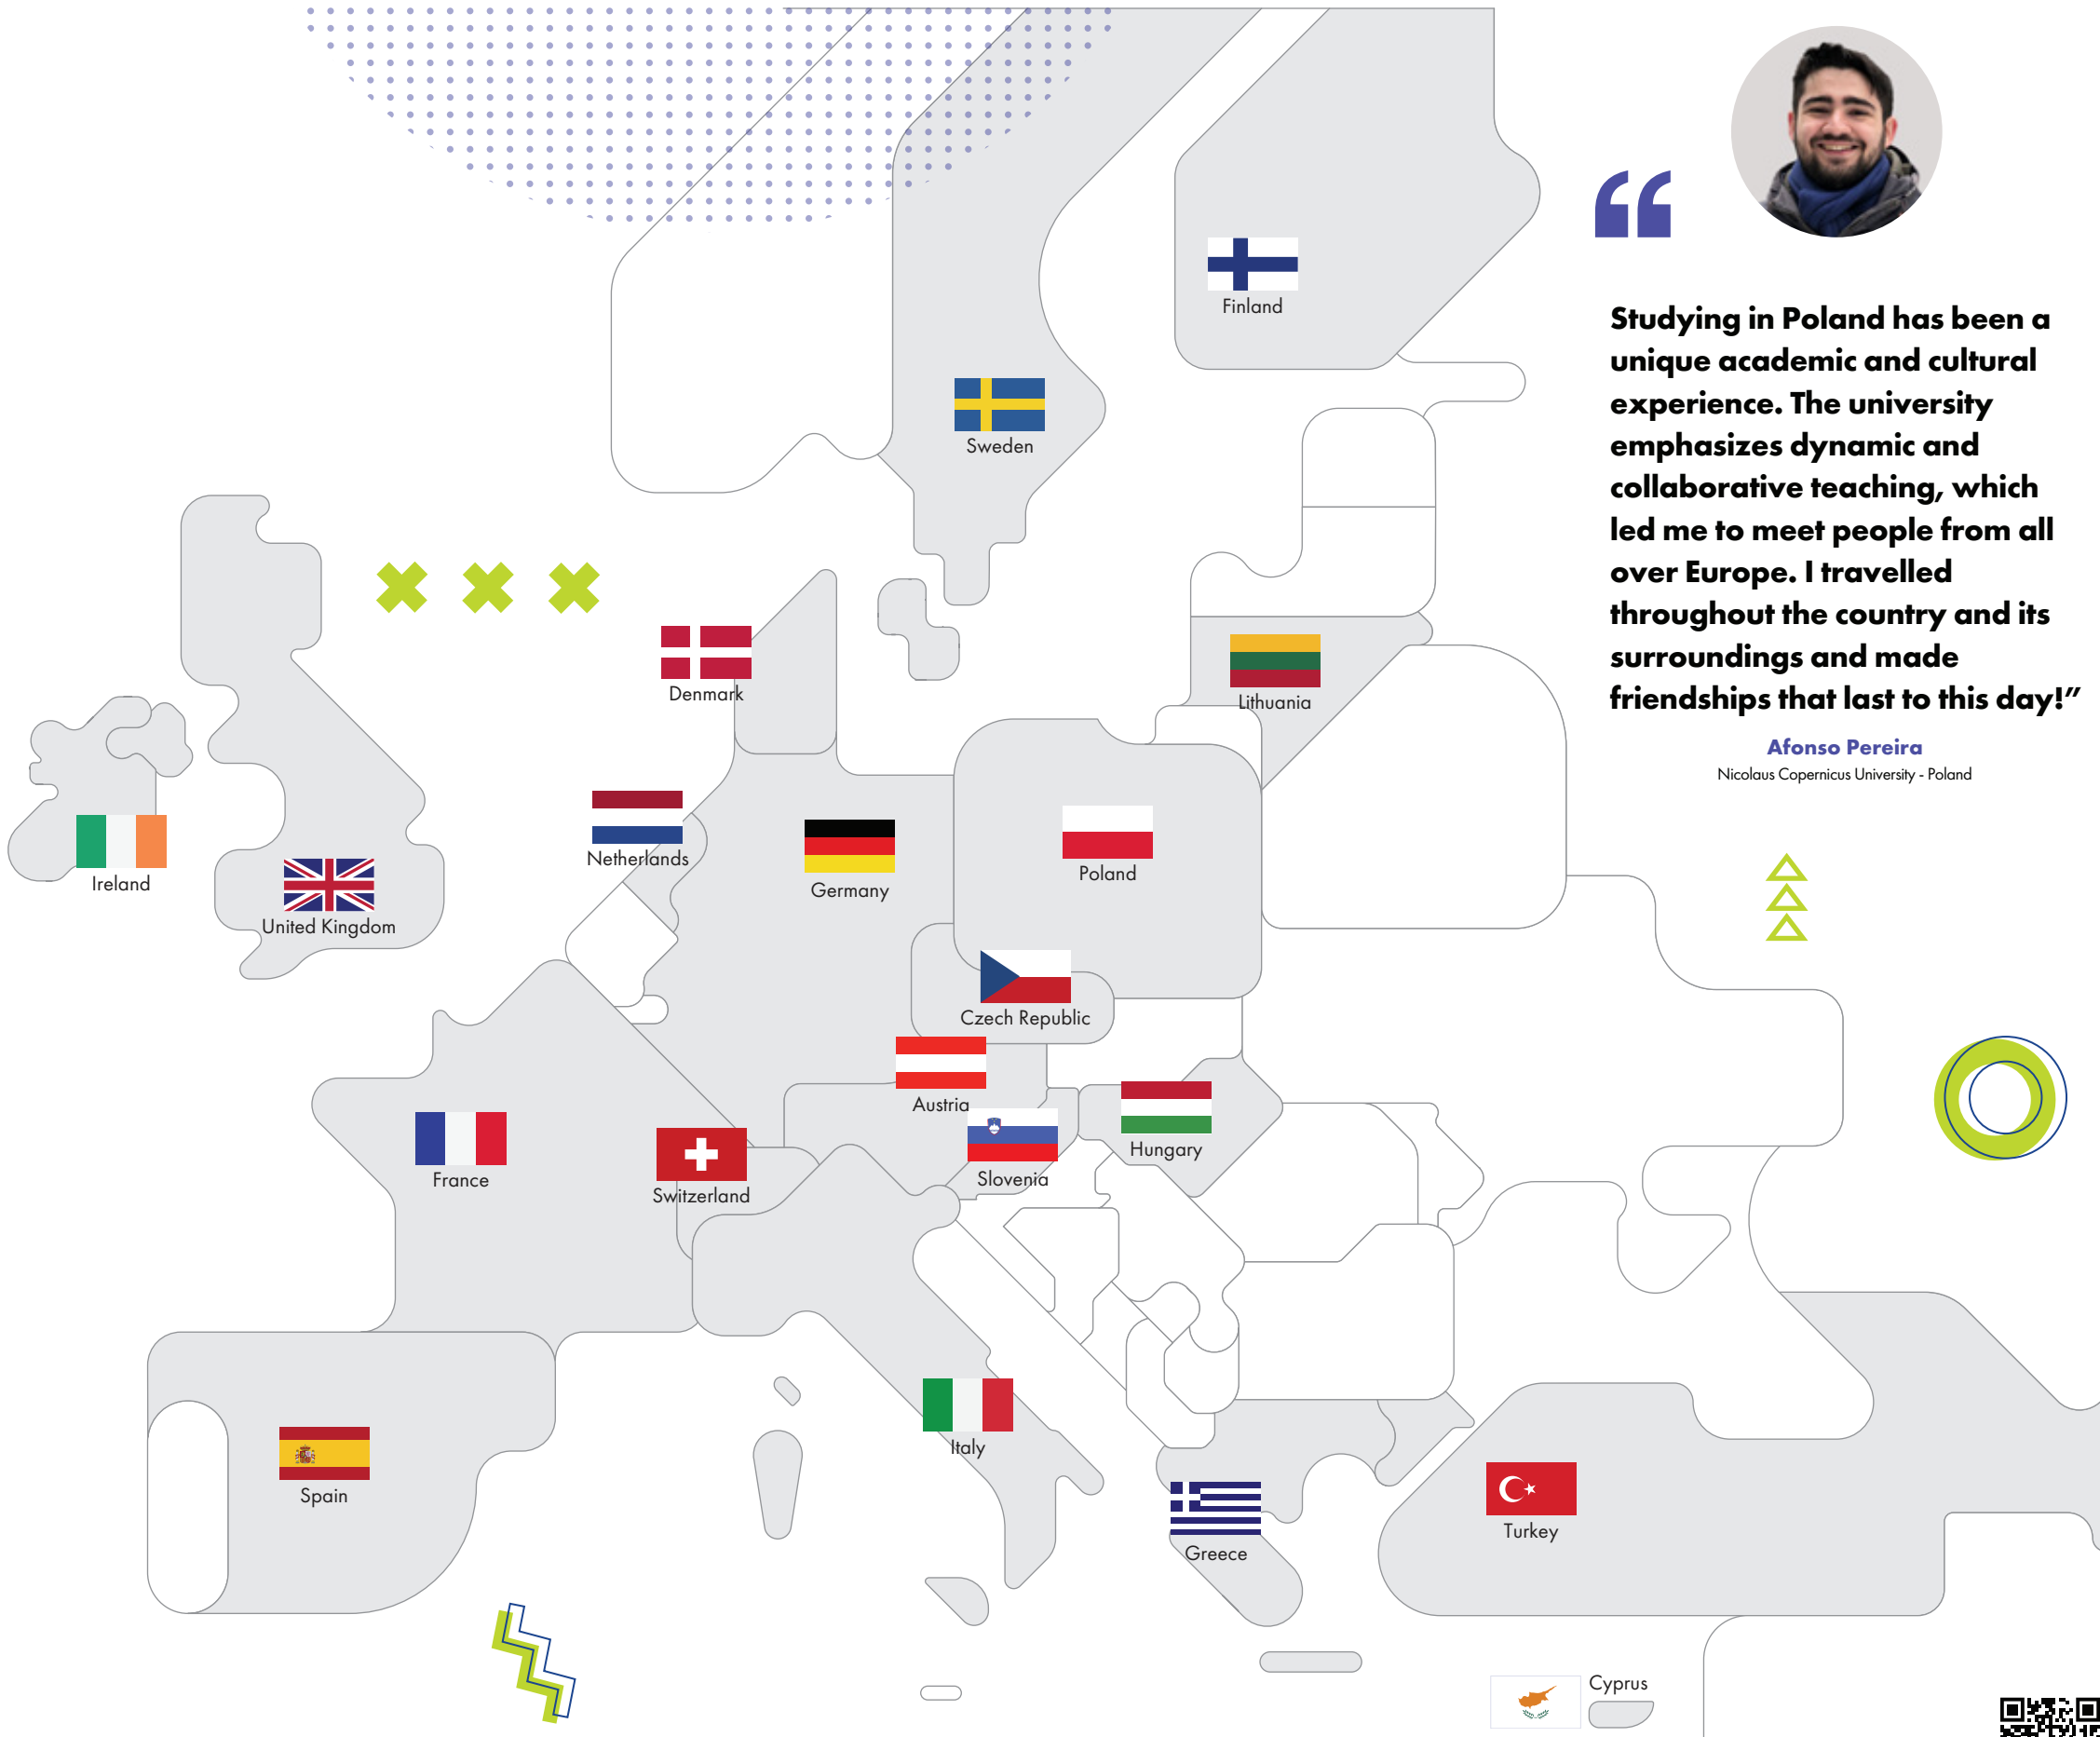 Finland
Studying in Poland has been a
unique academic and cultural
experience. The university
emphasizes dynamic and
collaborative teaching, which
led me to meet people from all
over Europe. I travelled
throughout the country and its
surroundings and made
friendships that last to this day!”
Afonso Pereira
Nicolaus Copernicus University - Poland
Sweden
Denmark
Lithuania
Netherlands
Germany
Poland
Ireland
United Kingdom
Czech Republic
Austria
Hungary
France
Switzerland
Slovenia
Italy
Spain
Turkey
Greece
Cyprus